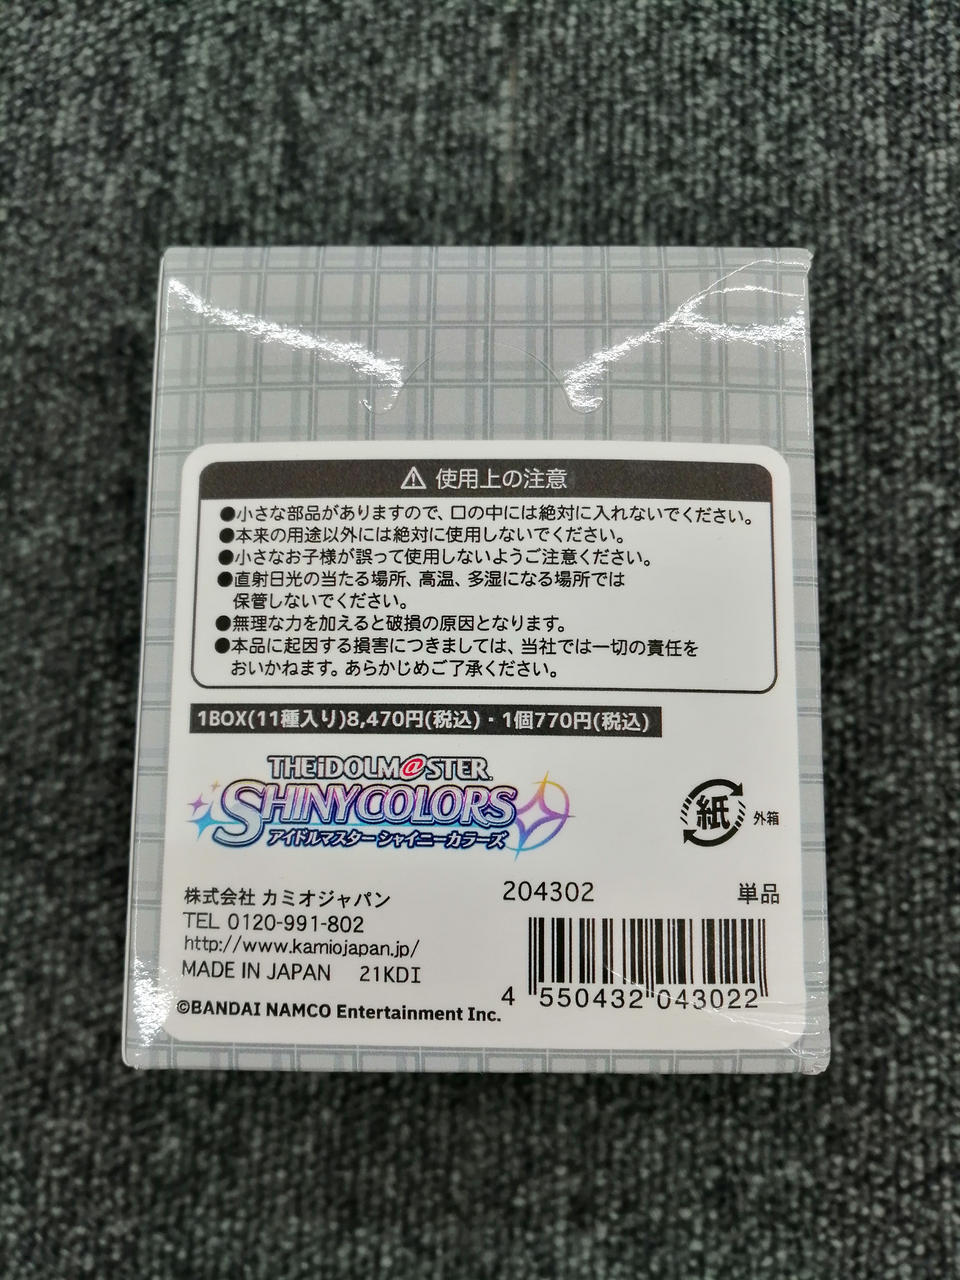 ⚠ 使用上の注意
●小さな部品がありますので、口の中には絶対に入れないでください。
●本来の用途以外には絶対に使用しないでください。
●小さなお子様が誤って使用しないようご注意ください。
●直射日光の当たる場所、高温、多湿になる場所では
保管しないでください。
●無理な力を加えると破損の原因となります。
●本品に起因する損害につきましては、当社では一切の責任を
おいかねます。あらかじめご了承ください。
1BOX(11種入り)8,470円(税込)・1個770円(税込)
THE iDOLM@STER
SHINY COLORS
アイドルマスター シャイニーカラーズ
紙 外箱
株式会社 カミオジャパン
TEL 0120-991-802
http://www.kamiojapan.jp/
MADE IN JAPAN 21KDI
©BANDAI NAMCO Entertainment Inc.
204302 単品
4 550432 043022